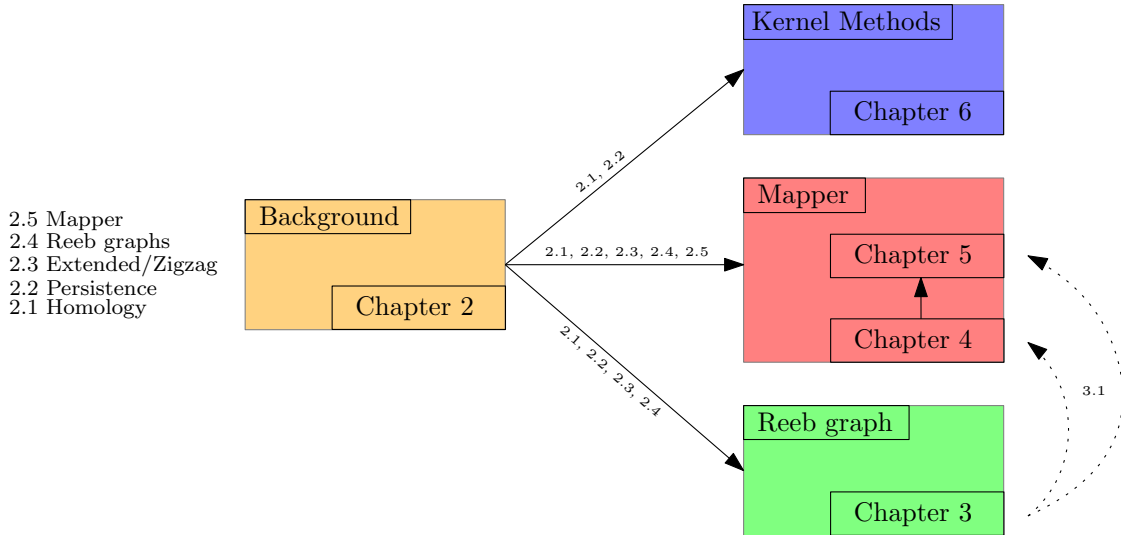 Kernel Methods
Chapter 6
2.1, 2.2
2.5 Mapper
2.4 Reeb graphs
2.3 Extended/Zigzag
2.2 Persistence
2.1 Homology
Background
Chapter 2
2.1, 2.2, 2.3, 2.4, 2.5
Mapper
Chapter 5
Chapter 4
2.1, 2.2, 2.3, 2.4
3.1
Reeb graph
Chapter 3